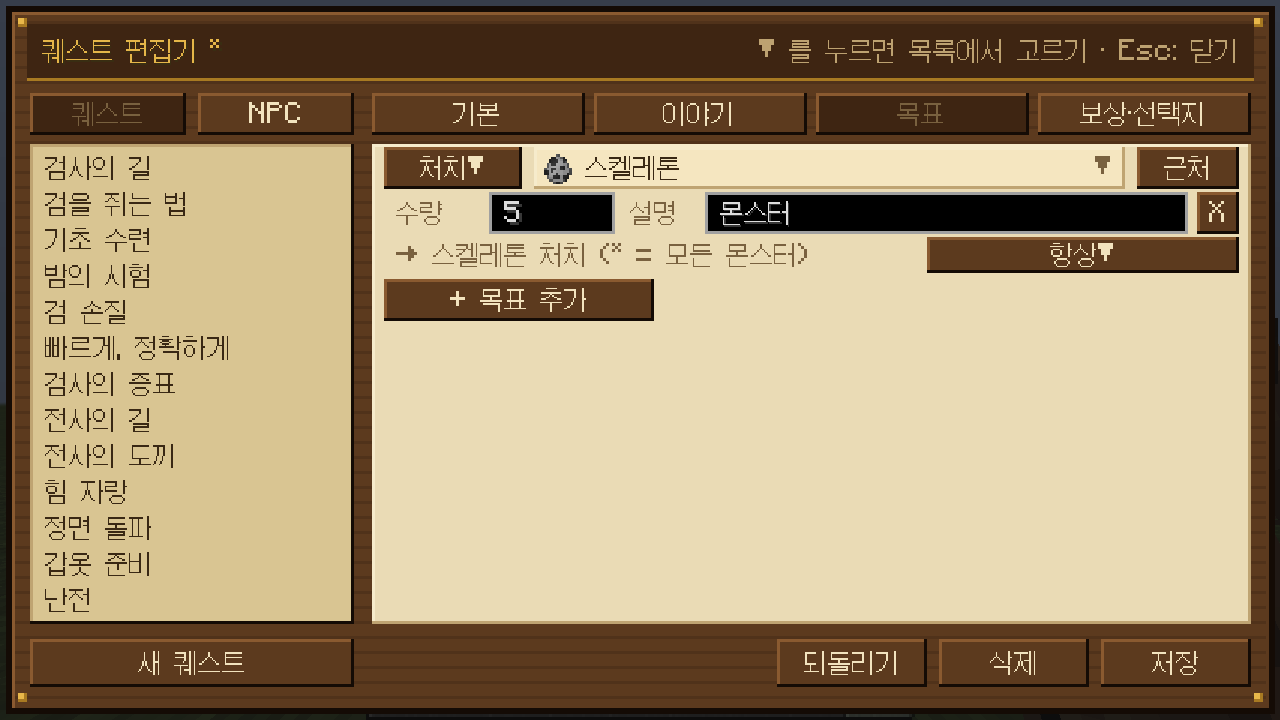 퀘스트 편집기 *
▼ 를 누르면 목록에서 고르기 · Esc: 닫기
퀘스트 NPC 기본 이야기 목표 보상·선택지
검사의 길
검을 쥐는 법
기초 수련
밤의 시험
검 손질
빠르게, 정확하게
검사의 증표
전사의 길
전사의 도끼
힘 자랑
정면 돌파
갑옷 준비
난전
처치▼ 스켈레톤 ▼ 근처
수량 5 설명 몬스터 X
→ 스켈레톤 처치 (* = 모든 몬스터) 항상▼
+ 목표 추가
새 퀘스트 되돌리기 삭제 저장